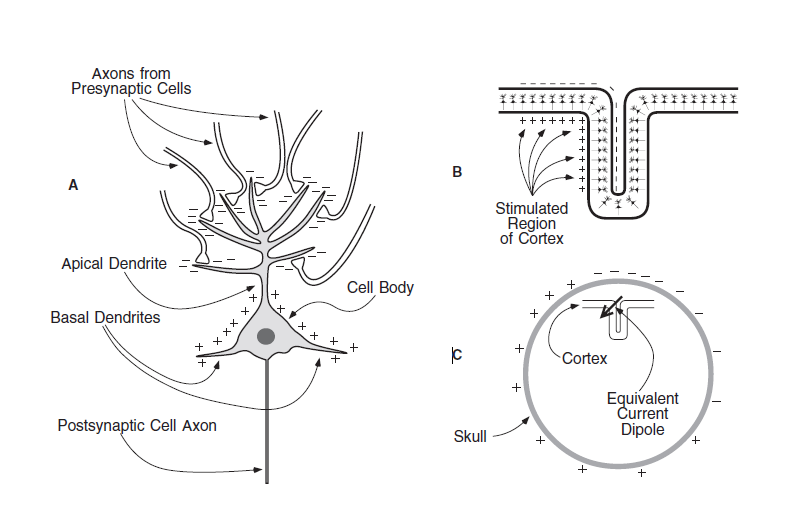 Axons from
Presynaptic Cells
A
Apical Dendrite
Cell Body
Basal Dendrites
Postsynaptic Cell Axon
B
Stimulated
Region
of Cortex
C
Cortex
Equivalent
Current
Dipole
Skull